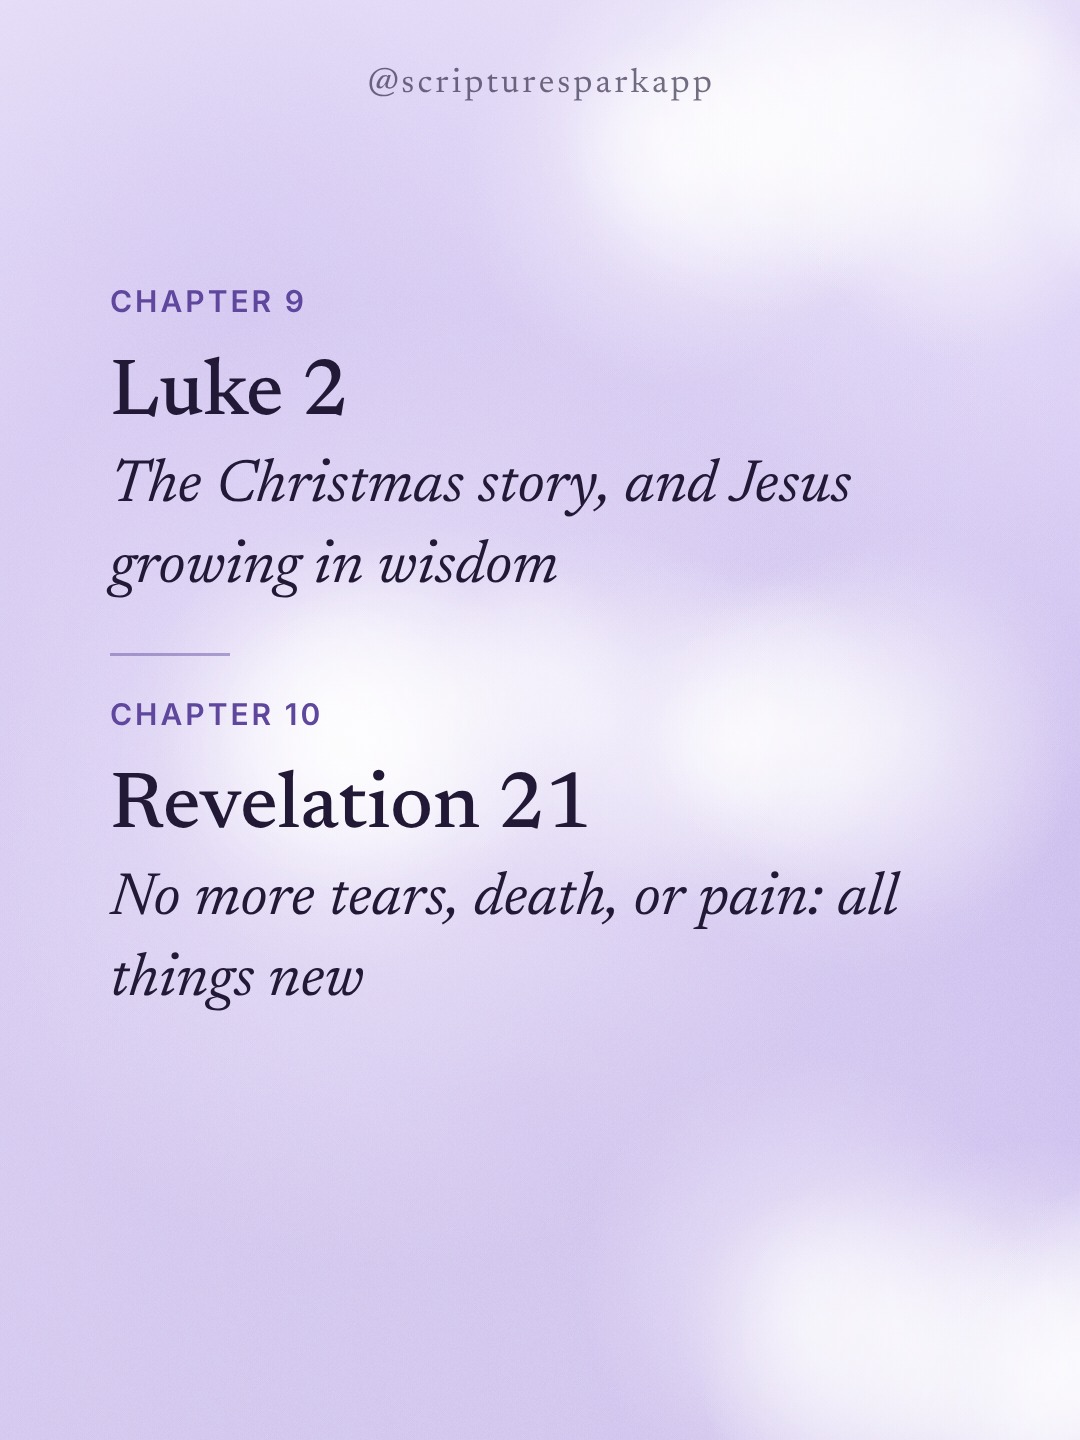 @scripturesparkapp
CHAPTER 9
Luke 2
The Christmas story, and Jesus
growing in wisdom
CHAPTER 10
Revelation 21
No more tears, death, or pain: all
things new